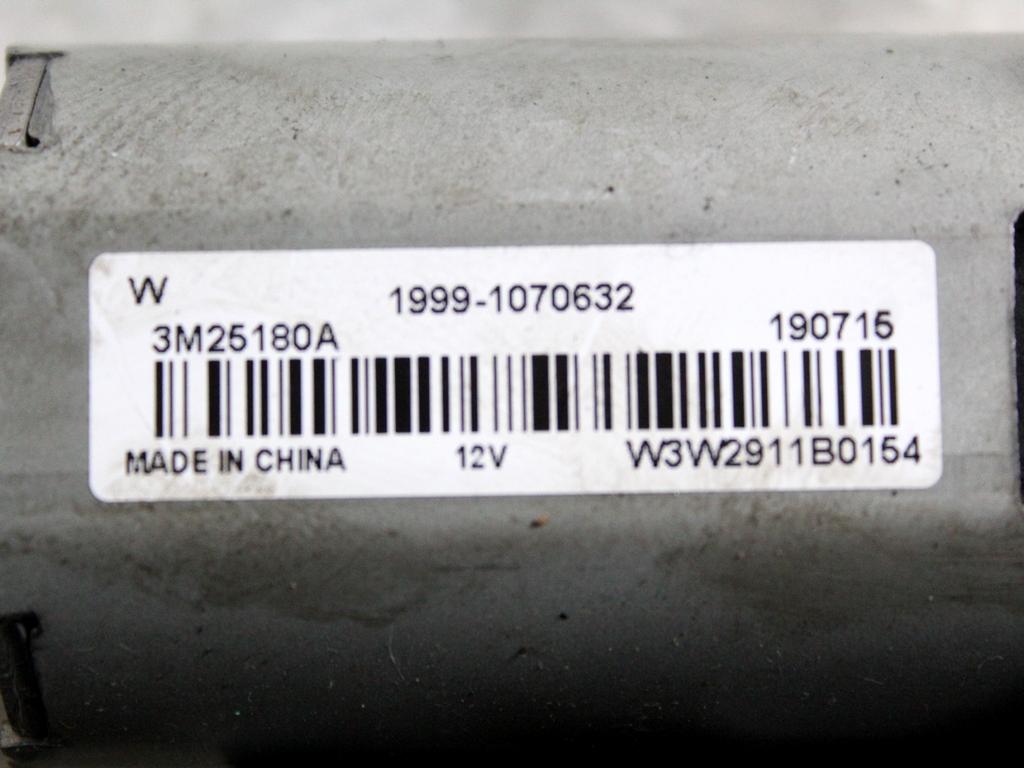 W
1999-1070632
3M25180A
190715
MADE IN CHINA
12V
W3W2911B0154